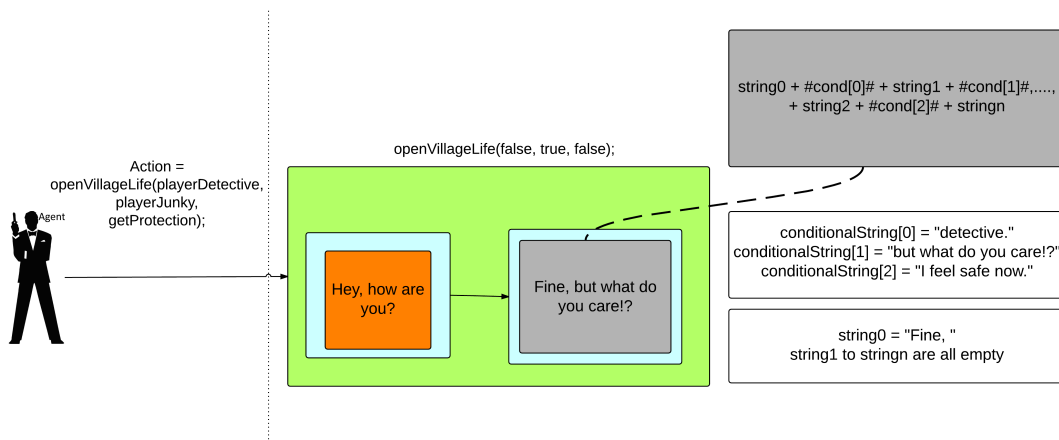 Agent
Action =
openVillageLife(playerDetective,
playerJunky,
getProtection);
openVillageLife(false, true, false);
Hey, how are
you?
Fine, but what do
you care!?
string0 + #cond[0]# + string1 + #cond[1]#,....,
+ string2 + #cond[2]# + stringn
conditionalString[0] = "detective."
conditionalString[1] = "but what do you care!?"
conditionalString[2] = "I feel safe now."
string0 = "Fine, "
string1 to stringn are all empty